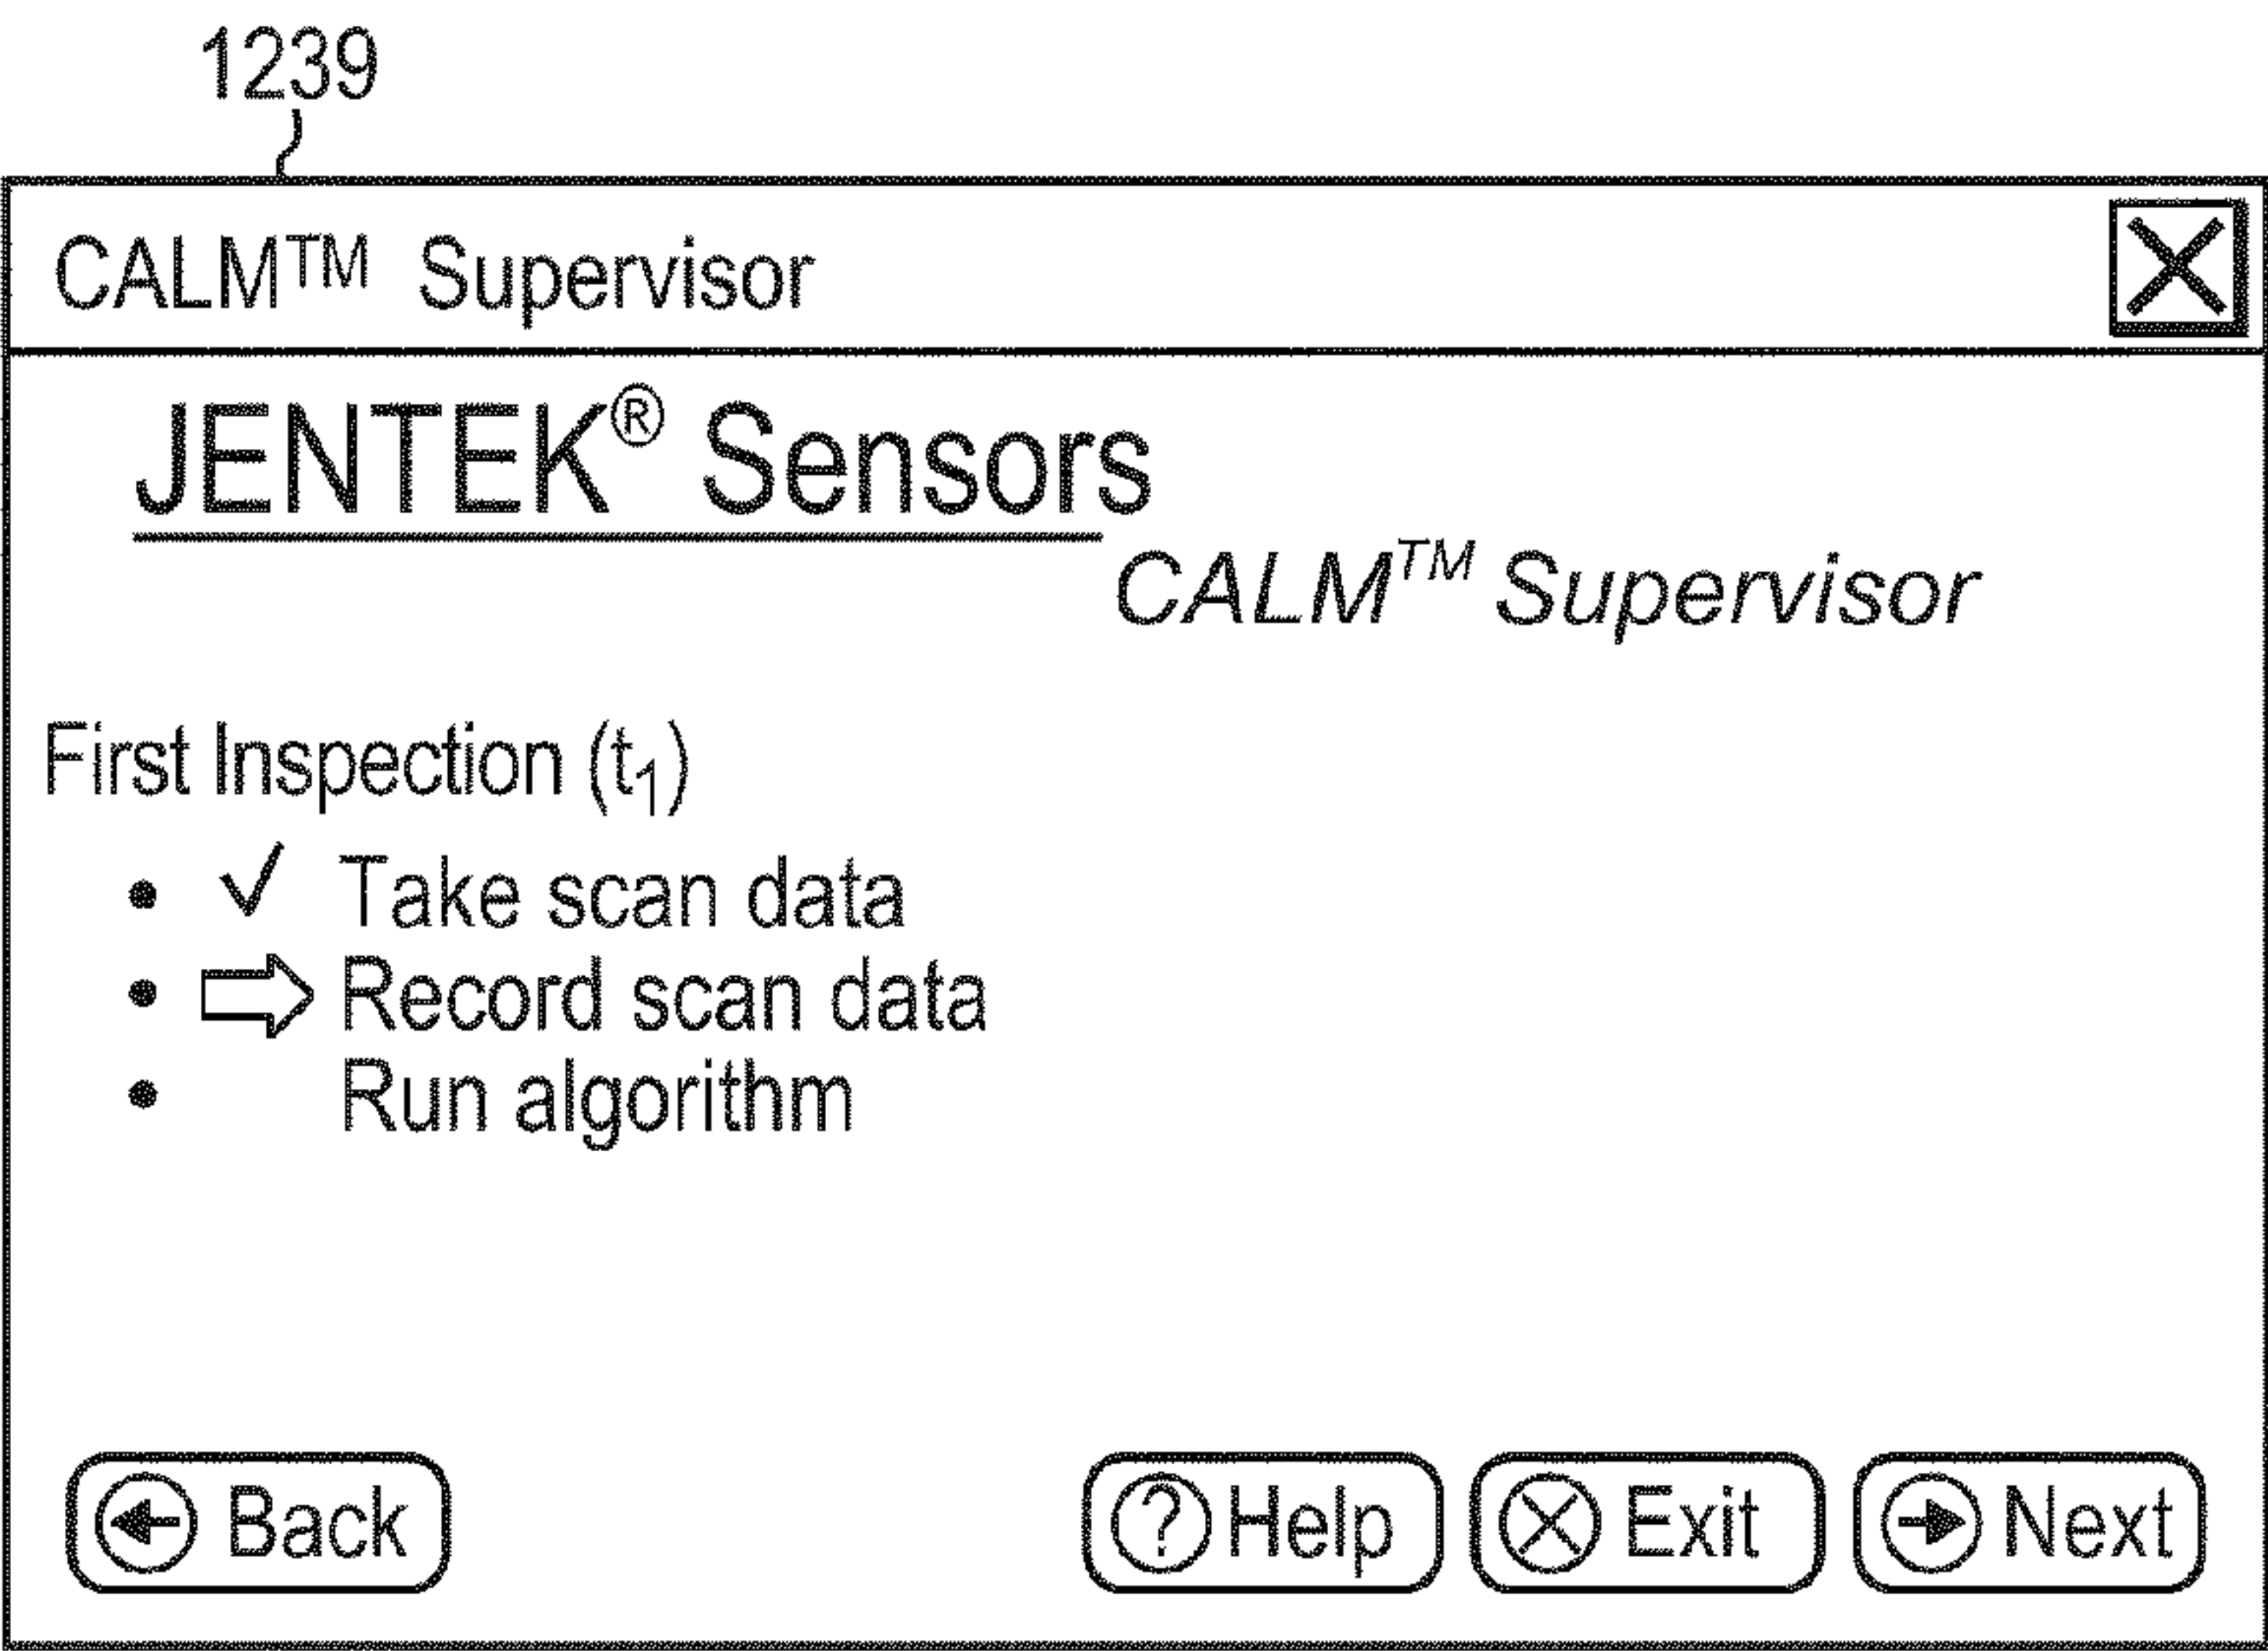 1239
CALM™ Supervisor
JENTEK® Sensors
CALM™ Supervisor
First Inspection (t₁)
• ✓ Take scan data
• ⇨ Record scan data
• Run algorithm
Back ? Help Exit Next